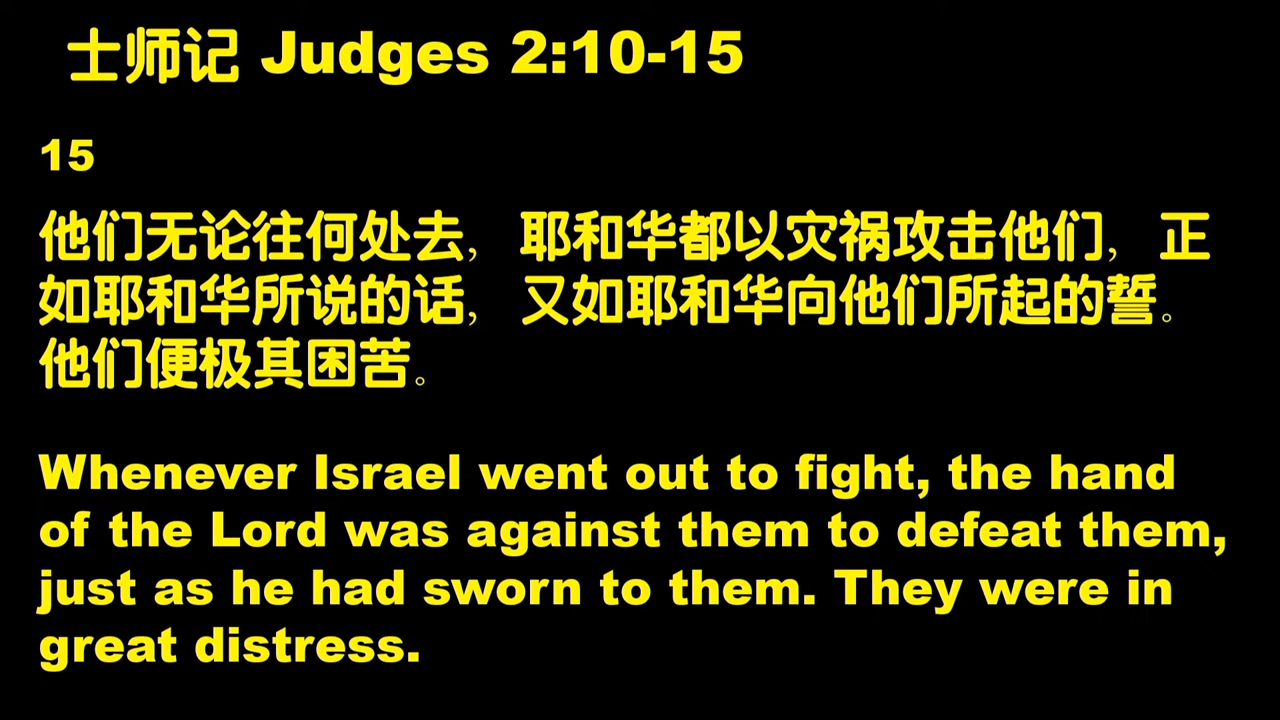 士师记 Judges 2:10-15
15
他们无论往何处去，耶和华都以灾祸攻击他们，正
如耶和华所说的话，又如耶和华向他们所起的誓。
他们便极其困苦。
Whenever Israel went out to fight, the hand
of the Lord was against them to defeat them,
just as he had sworn to them. They were in
great distress.